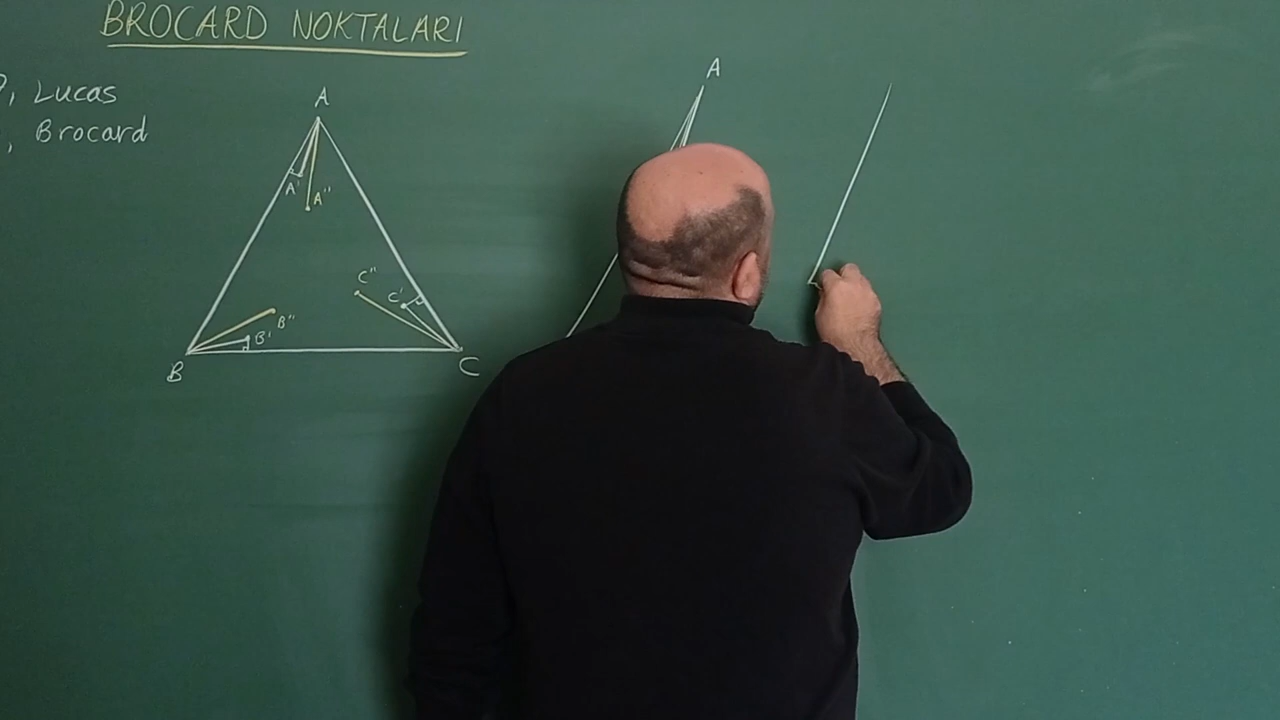 BROCARD NOKTALARI
, Lucas
, Brocard
A
A' A"
C"
C'
B"
B'
B
C
A